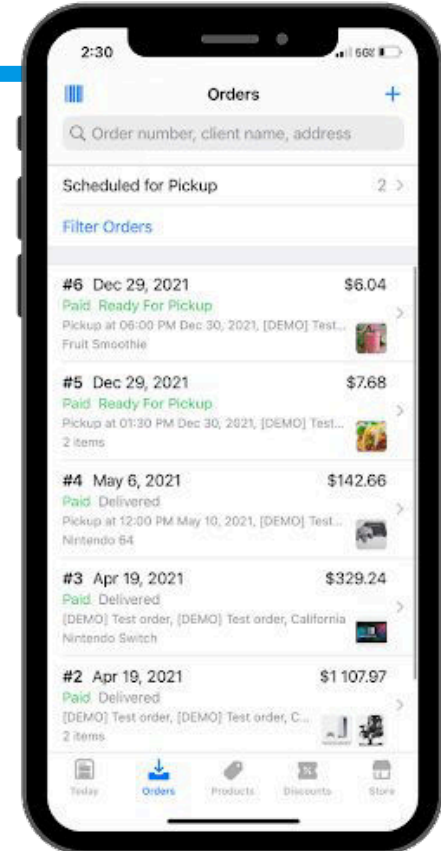 2:30
Orders
+
Order number, client name, address
Scheduled for Pickup 2 >
Filter Orders
#6 Dec 29, 2021 $6.04
Paid Ready For Pickup
Pickup at 06:00 PM Dec 30, 2021, [DEMO] Test...
Fruit Smoothie
#5 Dec 29, 2021 $7.68
Paid Ready For Pickup
Pickup at 01:30 PM Dec 30, 2021, [DEMO] Test...
2 items
#4 May 6, 2021 $142.66
Paid Delivered
Pickup at 12:00 PM May 10, 2021, [DEMO] Test...
Nintendo 64
#3 Apr 19, 2021 $329.24
Paid Delivered
[DEMO] Test order, [DEMO] Test order, California
Nintendo Switch
#2 Apr 19, 2021 $1 107.97
Paid Delivered
[DEMO] Test order, [DEMO] Test order, C...
2 items
Today Orders Products Discounts Store